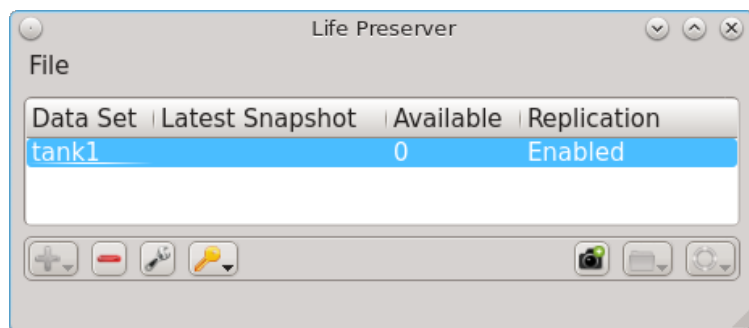 Life Preserver
File
Data Set Latest Snapshot Available Replication
tank1 0 Enabled